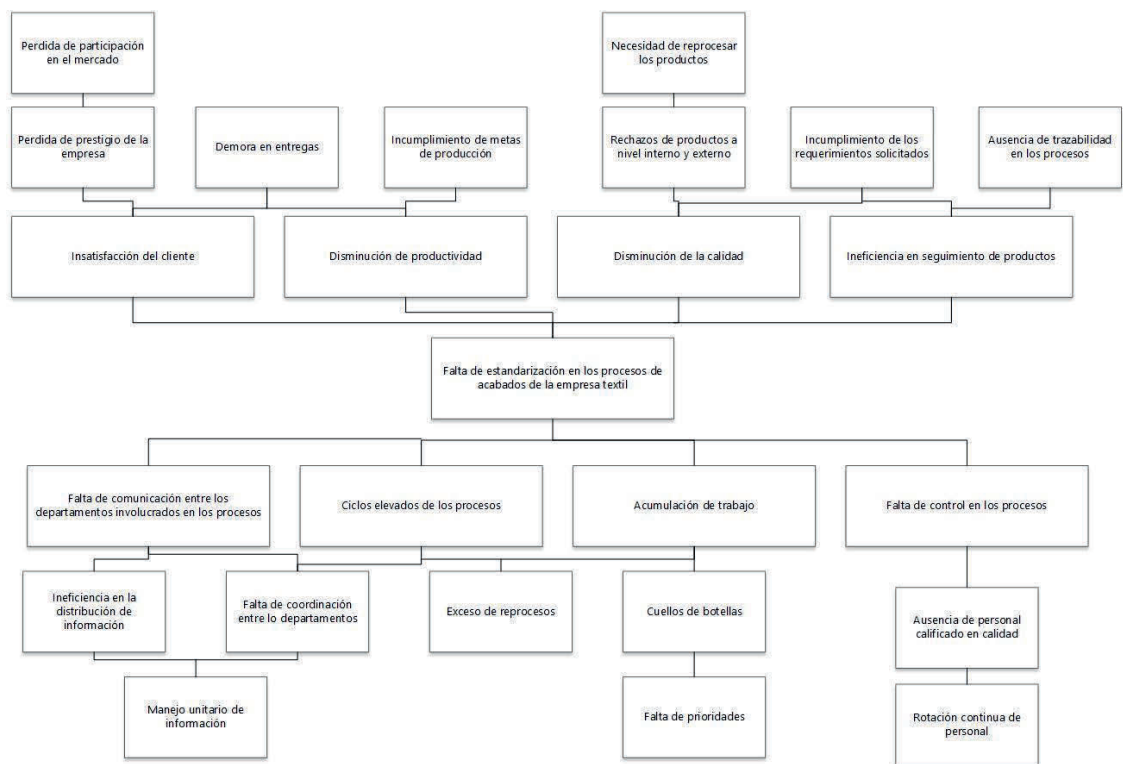 Perdida de participación
en el mercado
Necesidad de reprocesar
los productos
Perdida de prestigio de la
empresa
Demora en entregas
Incumplimiento de metas
de producción
Rechazos de productos a
nivel interno y externo
Incumplimiento de los
requerimientos solicitados
Ausencia de trazabilidad
en los procesos
Insatisfacción del cliente
Disminución de productividad
Disminución de la calidad
Ineficiencia en seguimiento de productos
Falta de estandarización en los procesos de
acabados de la empresa textil
Falta de comunicación entre los
departamentos involucrados en los procesos
Ciclos elevados de los procesos
Acumulación de trabajo
Falta de control en los procesos
Ineficiencia en la
distribución de
información
Falta de coordinación
entre lo departamentos
Exceso de reprocesos
Cuellos de botellas
Ausencia de personal
calificado en calidad
Manejo unitario de
información
Falta de prioridades
Rotación continua de
personal